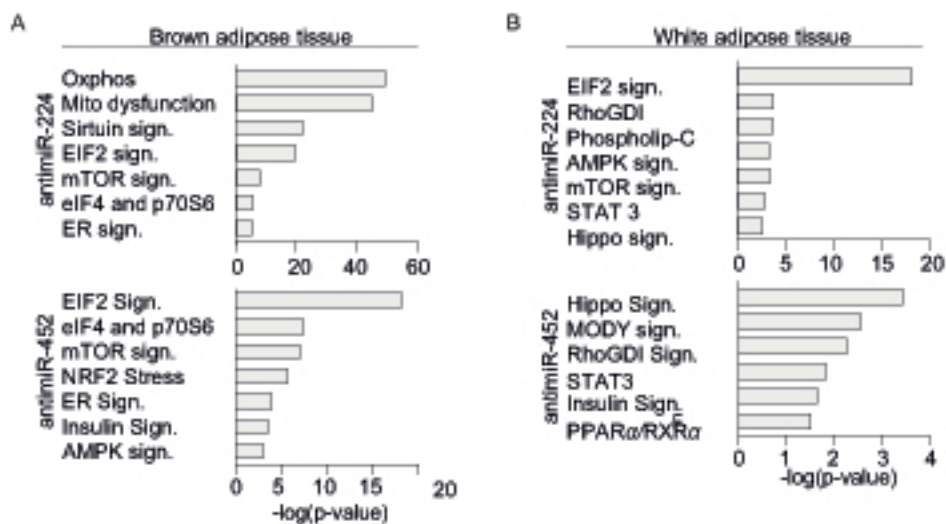 A
Brown adipose tissue
antimiR-224
Oxphos
Mito dysfunction
Sirtuin sign.
EIF2 sign.
mTOR sign.
eIF4 and p70S6
ER sign.
0 20 40 60
antimiR-452
EIF2 Sign.
eIF4 and p70S6
mTOR sign.
NRF2 Stress
ER Sign.
Insulin Sign.
AMPK sign.
0 5 10 15 20
-log(p-value)
B
White adipose tissue
antimiR-224
EIF2 sign.
RhoGDI
Phospholip-C
AMPK sign.
mTOR sign.
STAT 3
Hippo sign.
0 5 10 15 20
antimiR-452
Hippo Sign.
MODY sign.
RhoGDI Sign.
STAT3
Insulin Sign.
PPARα/RXRα
0 1 2 3 4
-log(p-value)